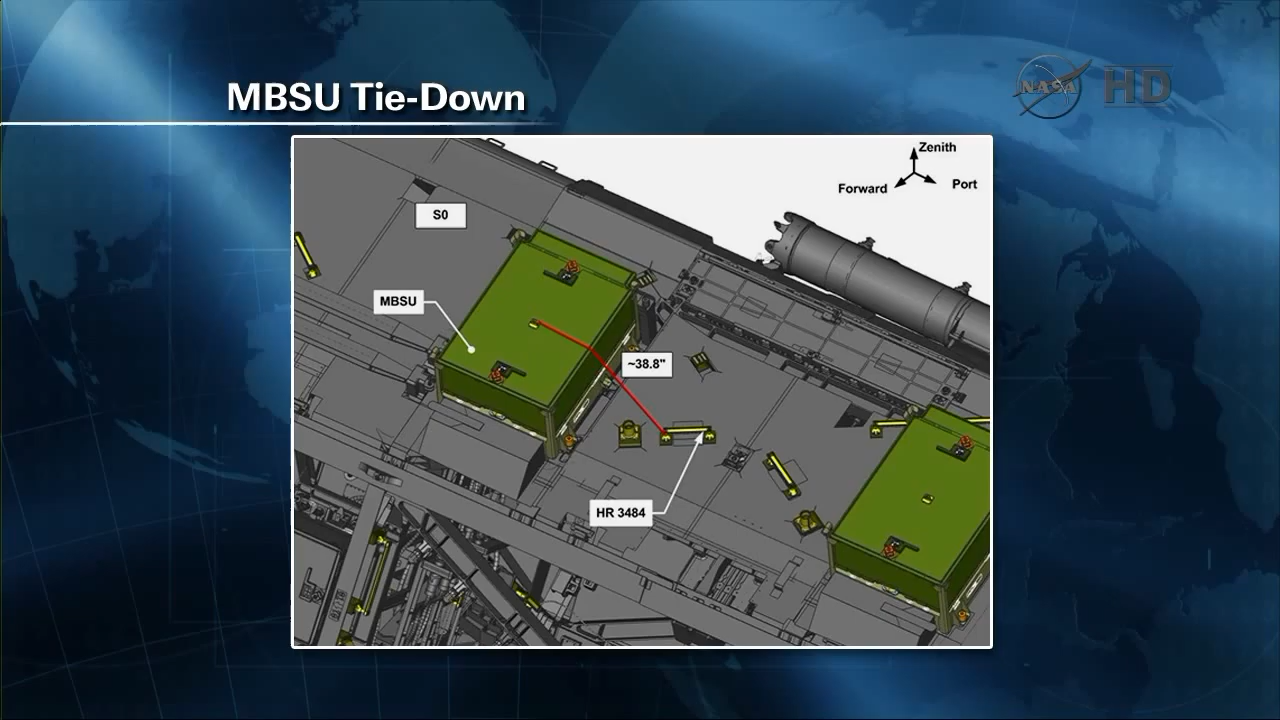 MBSU Tie-Down
NASA HD
Zenith
Forward
Port
S0
MBSU
~38.8"
HR 3484